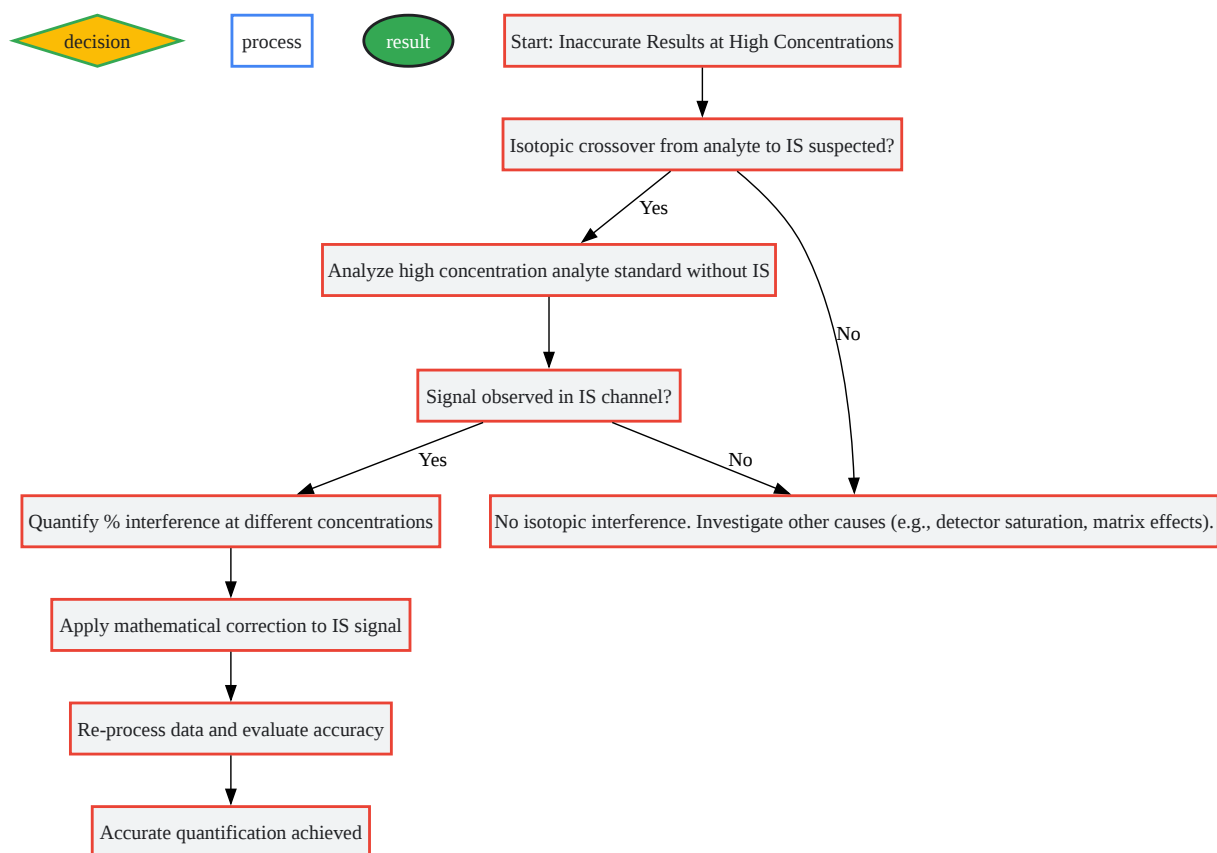 decision
process
result
Start: Inaccurate Results at High Concentrations
Isotopic crossover from analyte to IS suspected?
Yes
Analyze high concentration analyte standard without IS
No
Signal observed in IS channel?
Yes
No
Quantify % interference at different concentrations
No isotopic interference. Investigate other causes (e.g., detector saturation, matrix effects).
Apply mathematical correction to IS signal
Re-process data and evaluate accuracy
Accurate quantification achieved